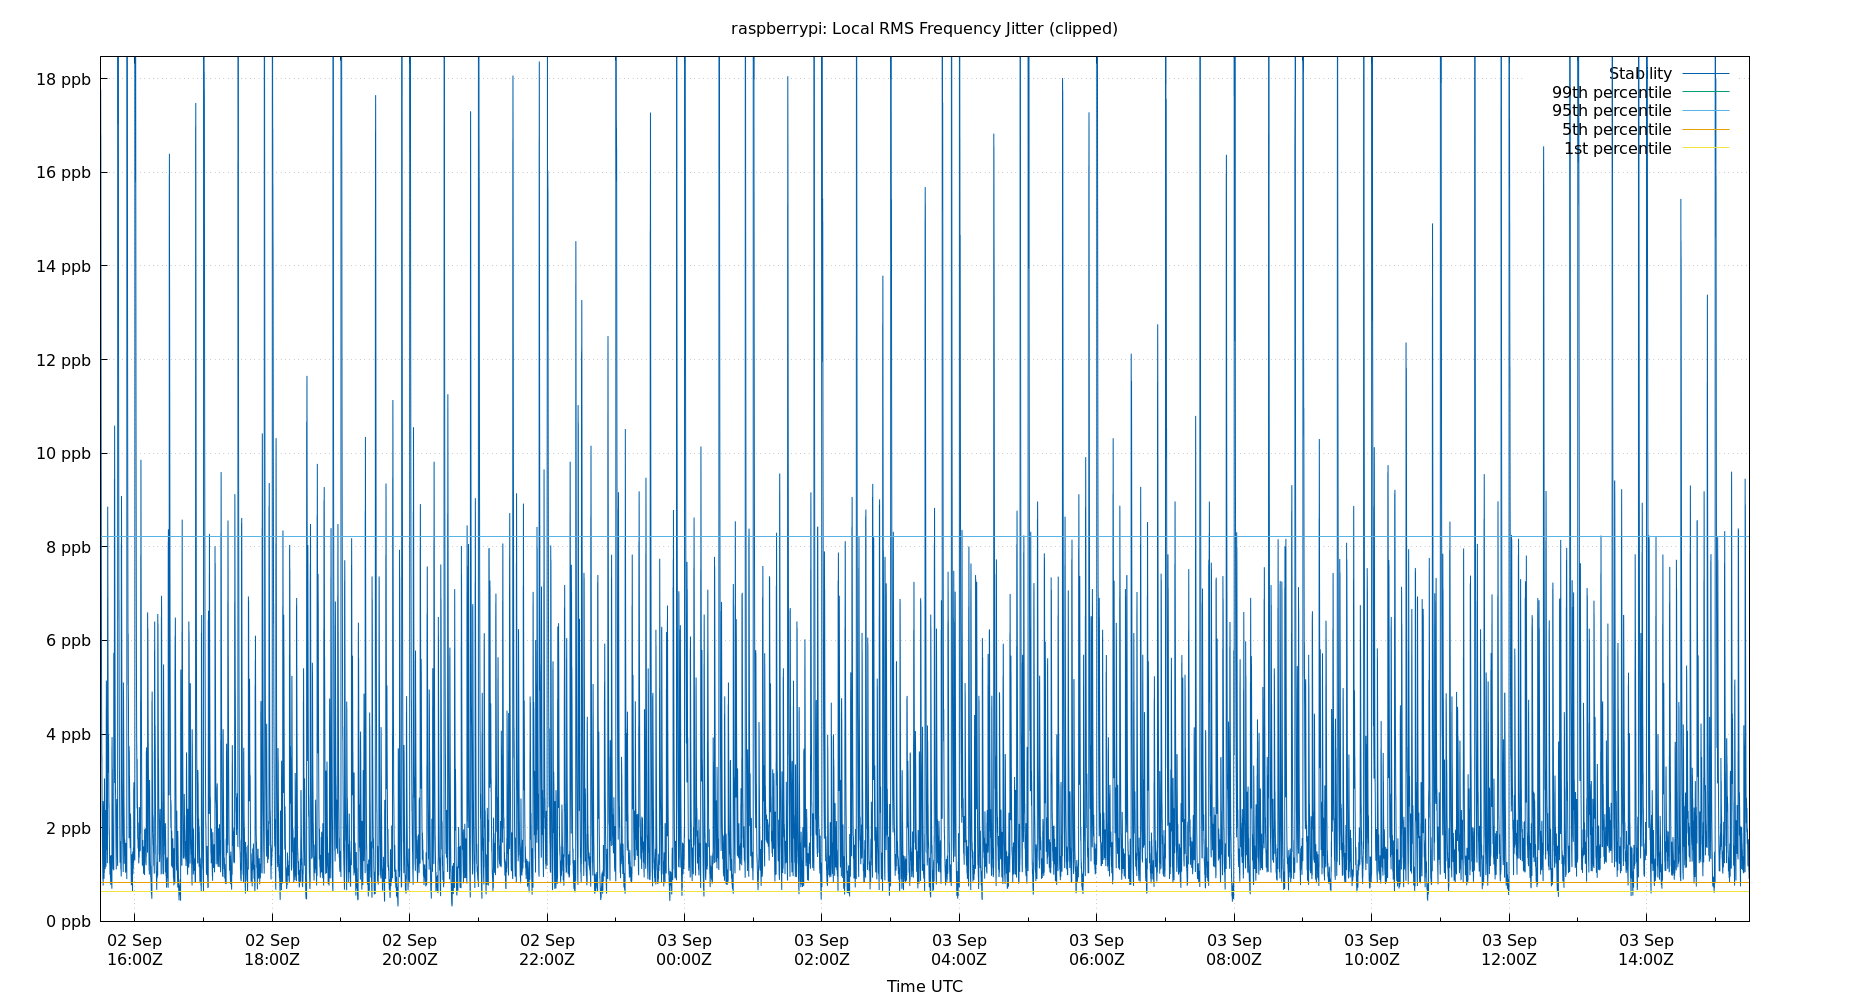 raspberrypi: Local RMS Frequency Jitter (clipped)
18 ppb
16 ppb
14 ppb
12 ppb
10 ppb
8 ppb
6 ppb
4 ppb
2 ppb
0 ppb
Stability
99th percentile
95th percentile
5th percentile
1st percentile
02 Sep 02 Sep 02 Sep 02 Sep 03 Sep 03 Sep 03 Sep 03 Sep 03 Sep 03 Sep 03 Sep 03 Sep
16:00Z 18:00Z 20:00Z 22:00Z 00:00Z 02:00Z 04:00Z 06:00Z 08:00Z 10:00Z 12:00Z 14:00Z
Time UTC